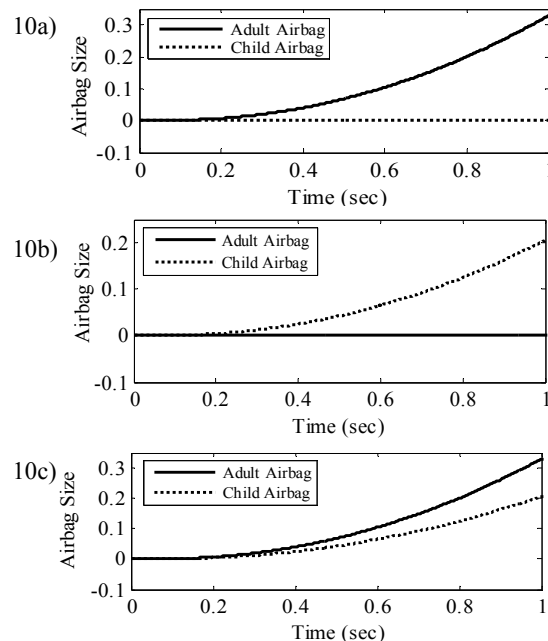 10a)
Airbag Size
0.3
0.2
0.1
0
-0.1
Adult Airbag
Child Airbag
0 0.2 0.4 0.6 0.8 1
Time (sec)
10b)
Airbag Size
0.2
0.1
0
-0.1
Adult Airbag
Child Airbag
0 0.2 0.4 0.6 0.8 1
Time (sec)
10c)
Airbag Size
0.3
0.2
0.1
0
-0.1
Adult Airbag
Child Airbag
0 0.2 0.4 0.6 0.8 1
Time (sec)